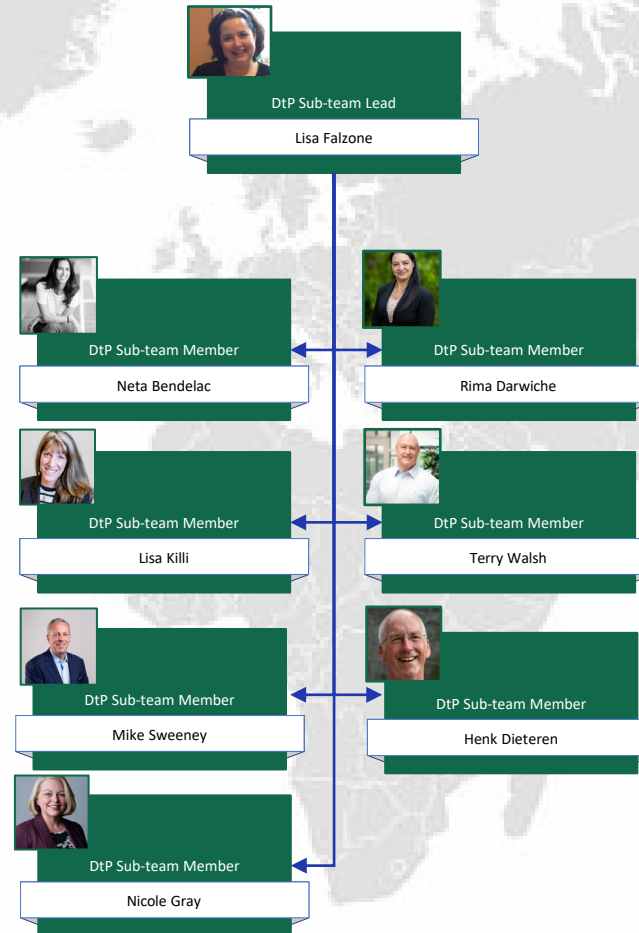 DtP Sub-team Lead
Lisa Falzone
DtP Sub-team Member
Neta Bendelac
DtP Sub-team Member
Rima Darwiche
DtP Sub-team Member
Lisa Killi
DtP Sub-team Member
Terry Walsh
DtP Sub-team Member
Mike Sweeney
DtP Sub-team Member
Henk Dieteren
DtP Sub-team Member
Nicole Gray